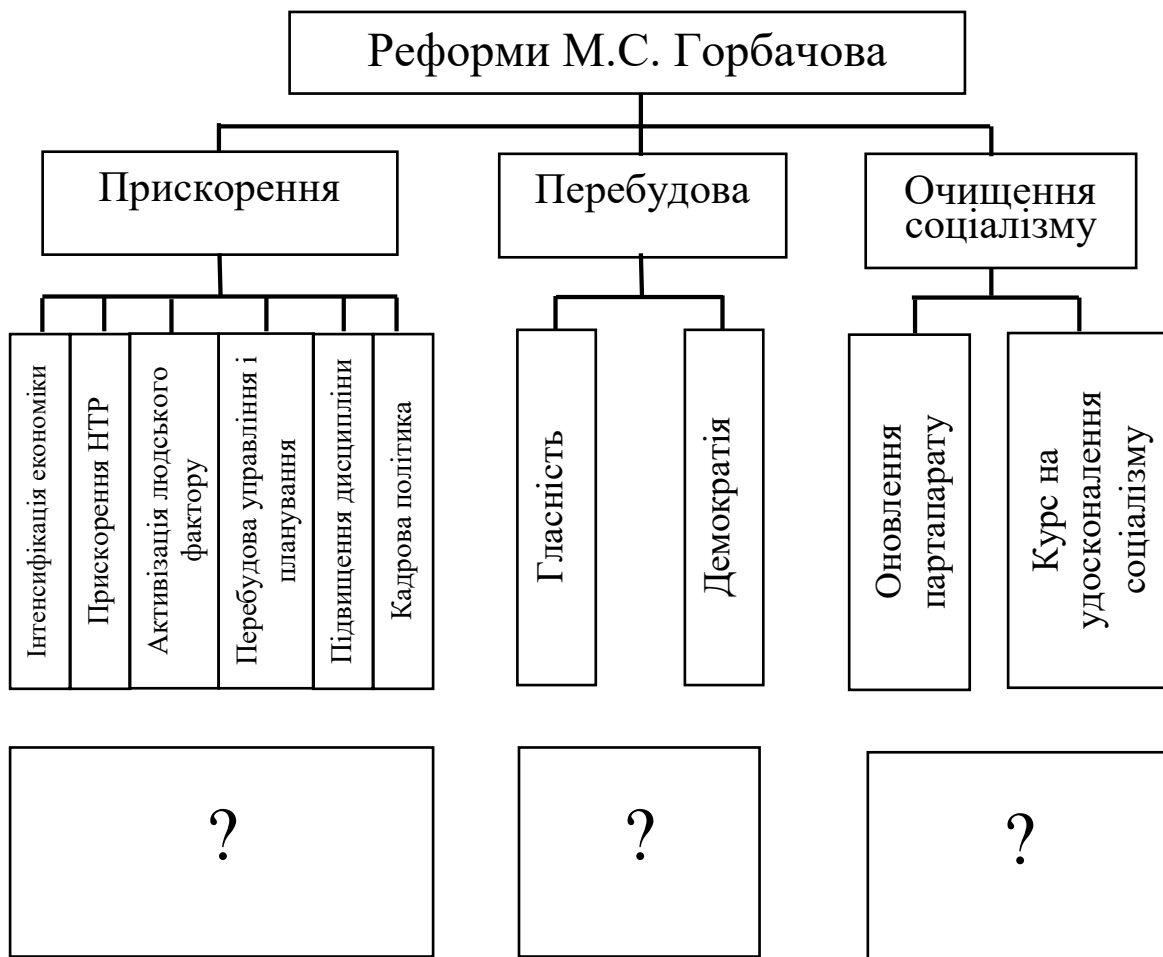 Реформи М.С. Горбачова
Прискорення
Перебудова
Очищення
соціалізму
Інтенсифікація економіки
Прискорення НТР
Активізація людського
фактору
Перебудова управління і
планування
Підвищення дисципліни
Кадрова політика
Гласність
Демократія
Оновлення
партапарату
Курс на
удосконалення
соціалізму
?
?
?